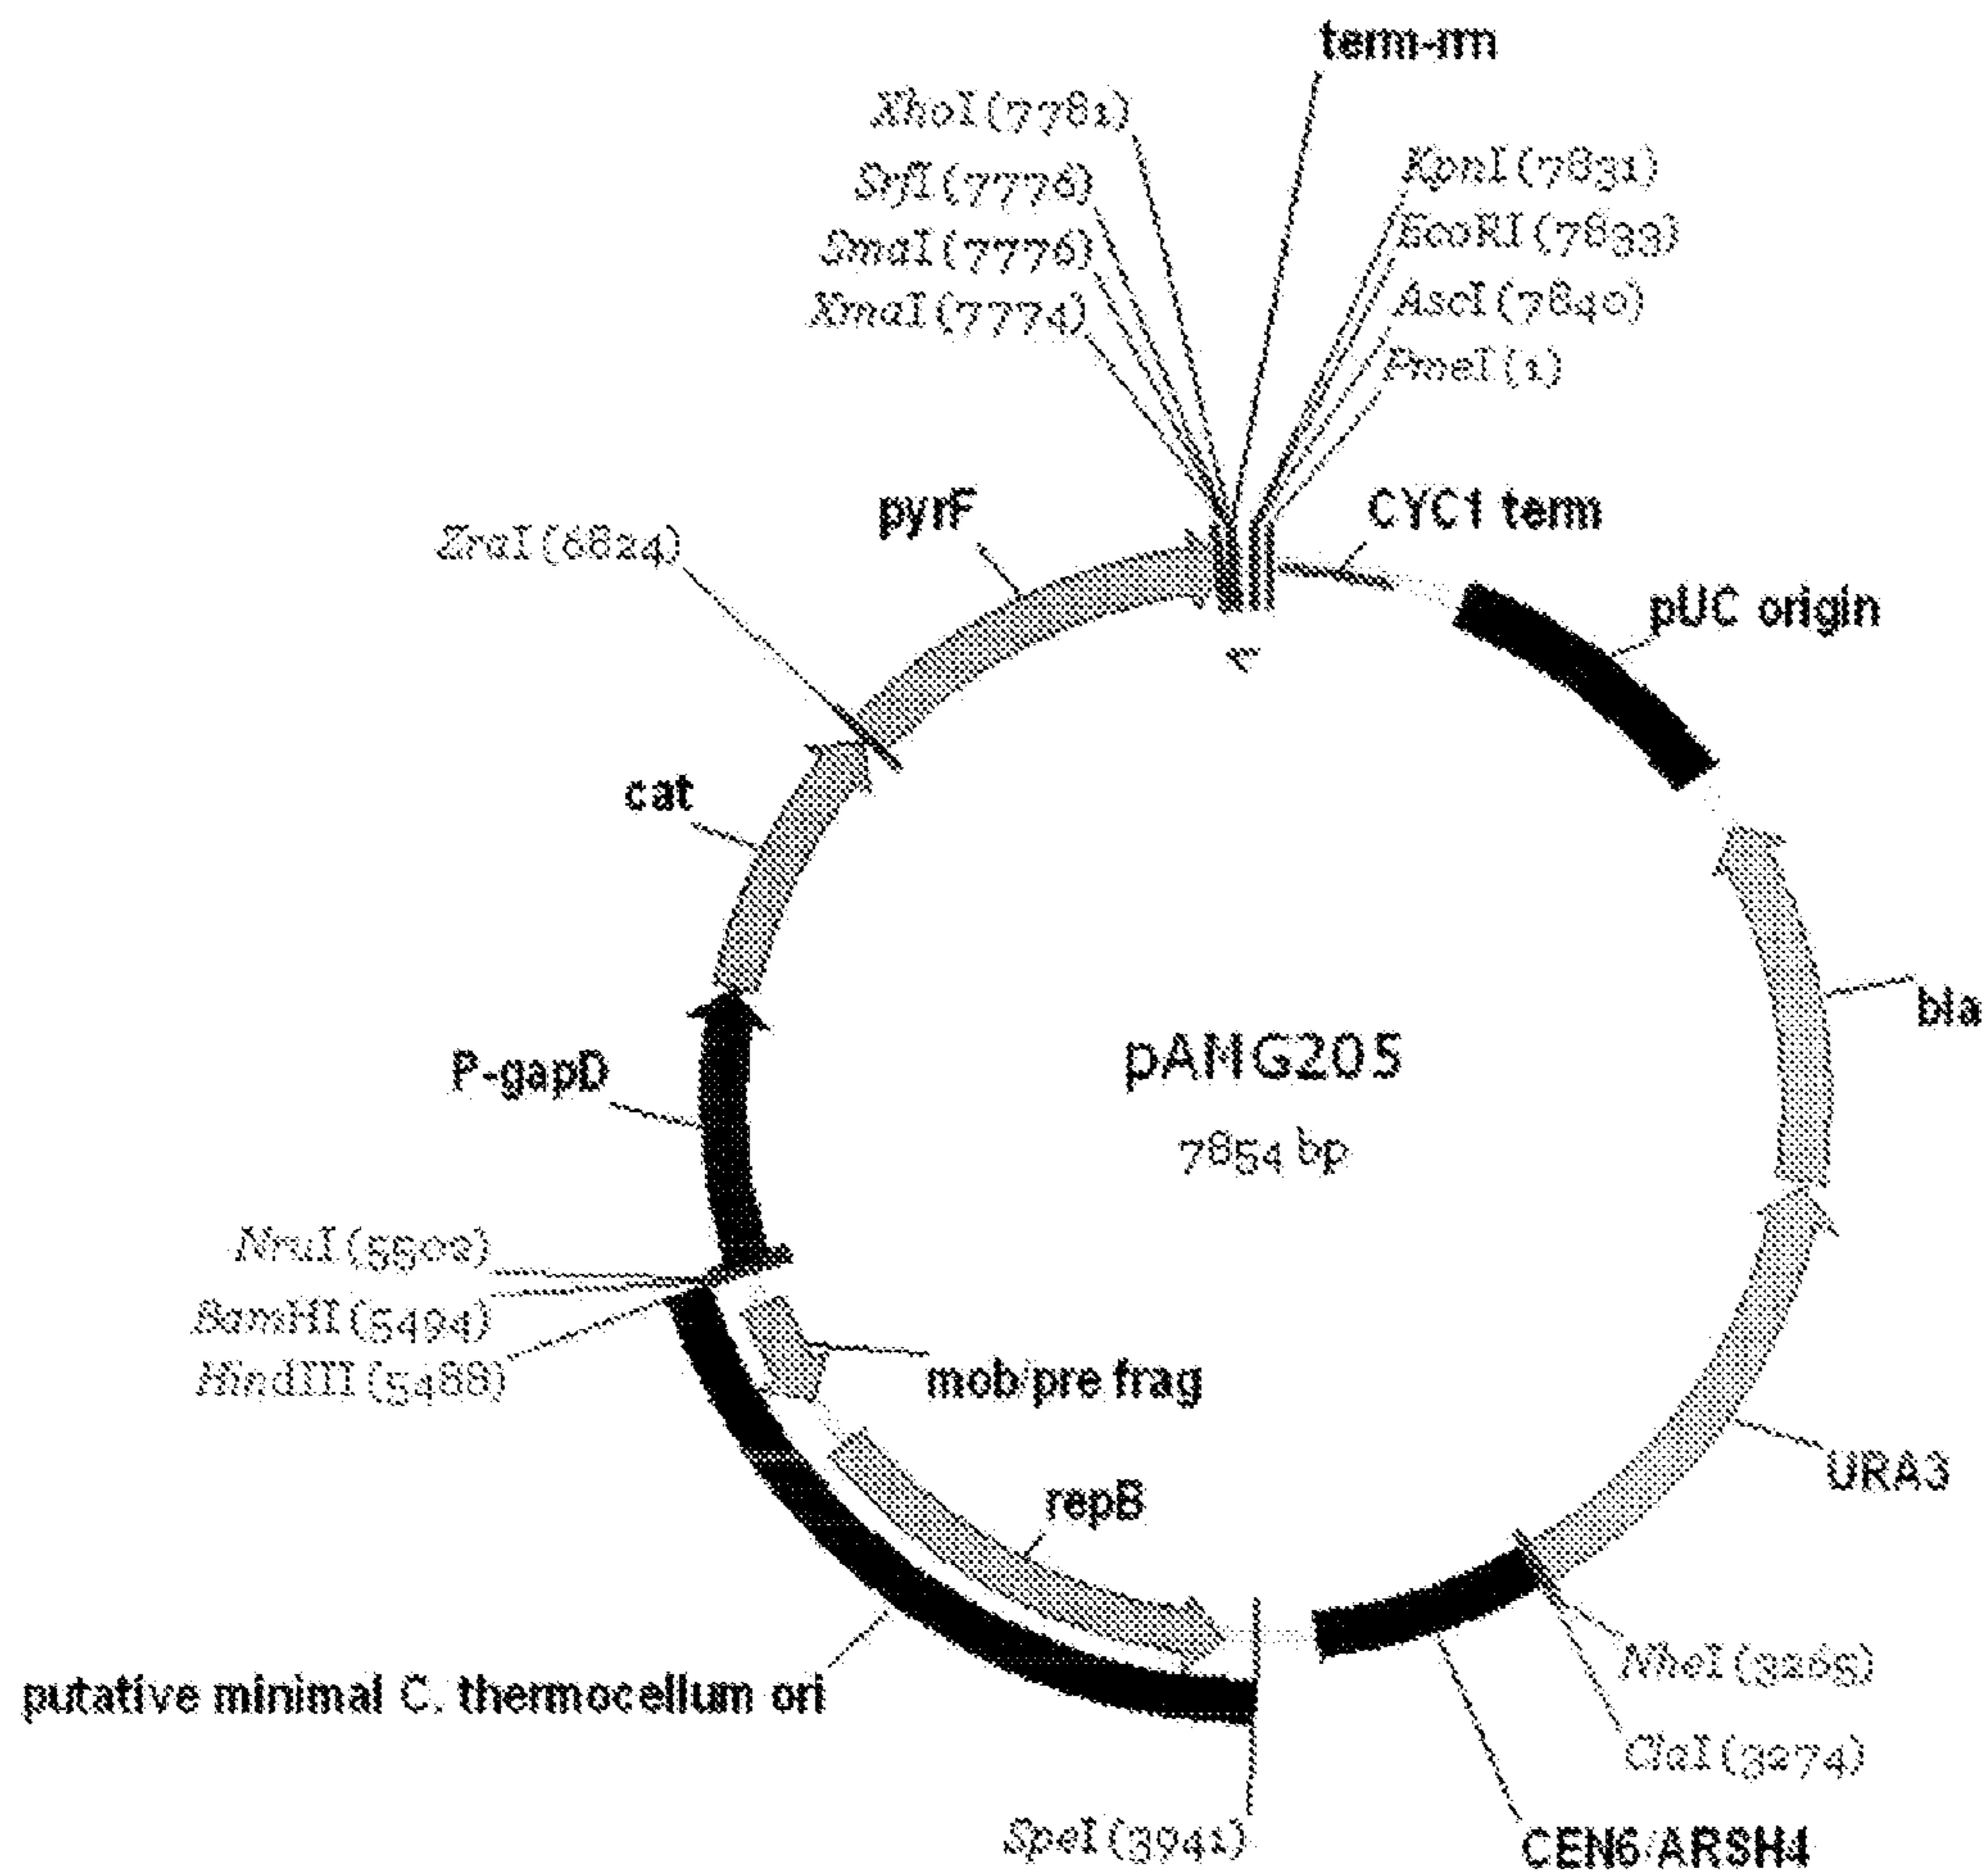 term-rrn
XhoI (7781)
SrfI (7776)
SmaI (7776)
XmaI (7774)
KpnI (7831)
EcoRI (7833)
AscI (7840)
PmeI (1)
pyrF
CYC1 term
ZraI (6824)
pUC origin
cat
bla
pAMG205
7854 bp
P-gapD
NruI (5502)
BamHI (5494)
HindIII (5488)
mob/pre frag
repB
URA3
putative minimal C. thermocellum ori
NheI (3265)
ClaI (3274)
SpeI (3941)
CEN6/ARSH4